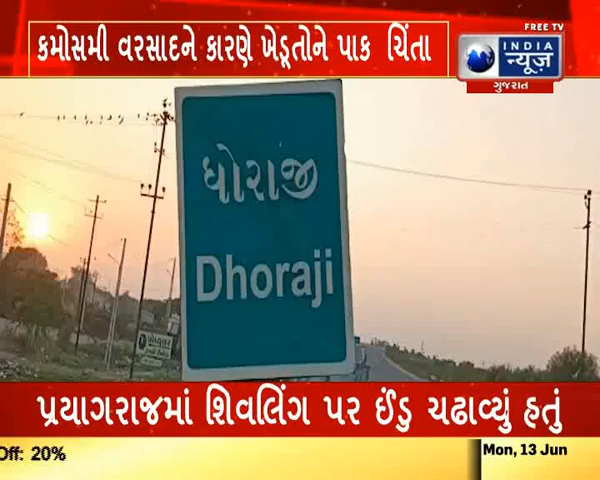 કમોસમી વરસાદને કારણે ખેડૂતોને પાક ચિંતા
FREE TV
INDIA
न्यूज़
ગુજરાત
ધોરાજી
Dhoraji
પ્રયાગરાજમાં શિવલિંગ પર ઈંડુ ચઢાવ્યું હતું
Off: 20%
Mon, 13 Jun